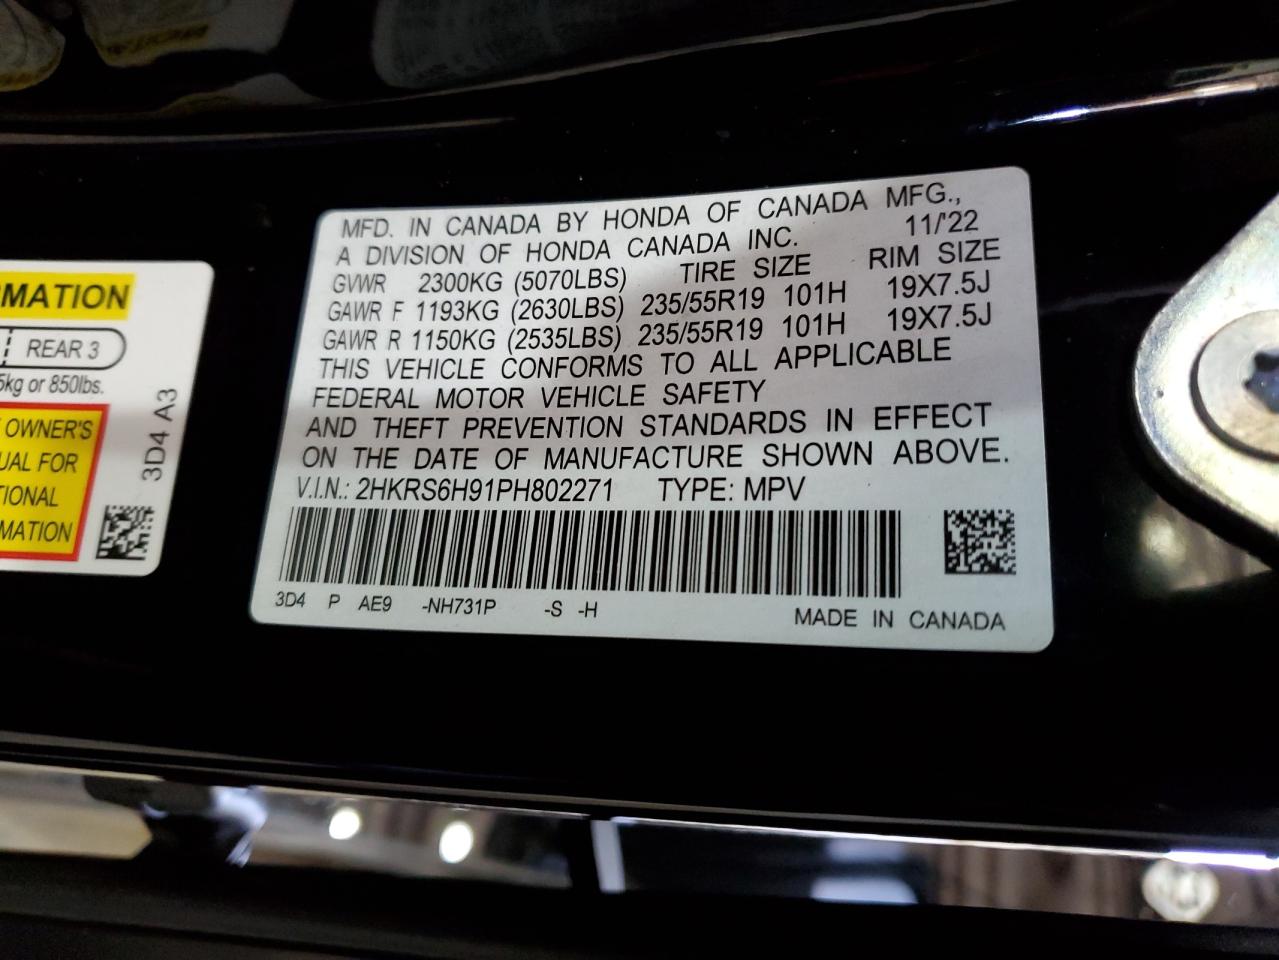 MATION
REAR 3
5kg or 850lbs.
OWNER'S
UAL FOR
TIONAL
MATION
3D4 A3
MFD. IN CANADA BY HONDA OF CANADA MFG.,
A DIVISION OF HONDA CANADA INC. 11/'22
GVWR 2300KG (5070LBS) TIRE SIZE RIM SIZE
GAWR F 1193KG (2630LBS) 235/55R19 101H 19X7.5J
GAWR R 1150KG (2535LBS) 235/55R19 101H 19X7.5J
THIS VEHICLE CONFORMS TO ALL APPLICABLE
FEDERAL MOTOR VEHICLE SAFETY
AND THEFT PREVENTION STANDARDS IN EFFECT
ON THE DATE OF MANUFACTURE SHOWN ABOVE.
V.I.N.: 2HKRS6H91PH802271 TYPE: MPV
3D4 P AE9 -NH731P -S -H MADE IN CANADA